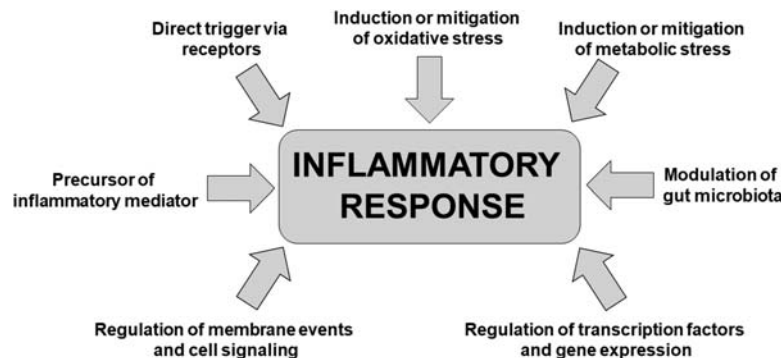 Direct trigger via
receptors
Induction or mitigation
of oxidative stress
Induction or mitigation
of metabolic stress
Precursor of
inflammatory mediator
INFLAMMATORY
RESPONSE
Modulation of
gut microbiota
Regulation of membrane events
and cell signaling
Regulation of transcription factors
and gene expression